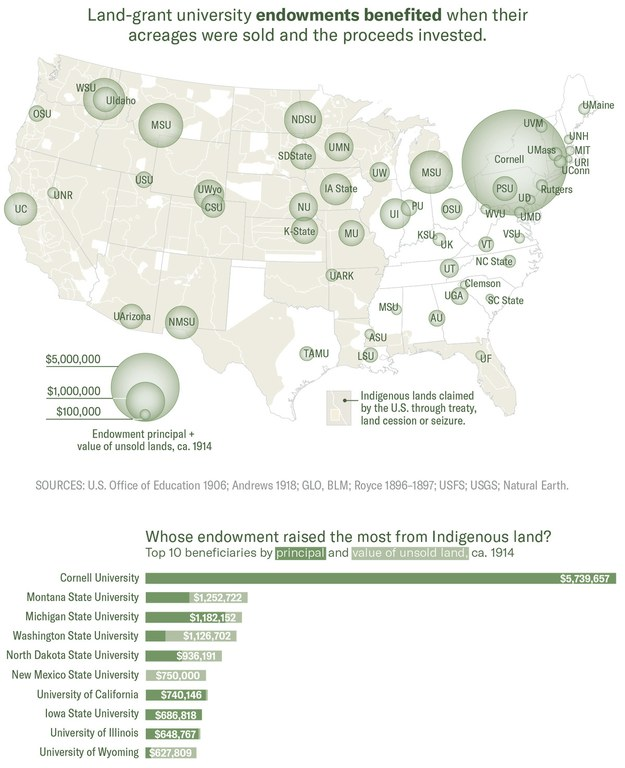 Land-grant university endowments benefited when their
acreages were sold and the proceeds invested.
WSU
UIdaho
OSU
MSU
NDSU
UMN
SDState
USU
UWyo
CSU
UNR
UC
UW
IA State
NU
K-State
MU
MSU
UI
PU
OSU
KSU
UK
UMaine
UVM
UNH
MIT
UMass
URI
UConn
Cornell
PSU
Rutgers
UD
UMD
WVU
VSU
VT
NC State
UT
Clemson
SC State
UGA
AU
UARK
MSU
ASU
LSU
TAMU
UF
UArizona
NMSU
$5,000,000
$1,000,000
$100,000
Endowment principal +
value of unsold lands, ca. 1914
Indigenous lands claimed
by the U.S. through treaty,
land cession or seizure.
SOURCES: U.S. Office of Education 1906; Andrews 1918; GLO, BLM; Royce 1896–1897; USFS; USGS; Natural Earth.
Whose endowment raised the most from Indigenous land?
Top 10 beneficiaries by principal and value of unsold land, ca. 1914
Cornell University $5,739,657
Montana State University $1,252,722
Michigan State University $1,182,152
Washington State University $1,126,702
North Dakota State University $936,191
New Mexico State University $750,000
University of California $740,146
Iowa State University $686,818
University of Illinois $648,767
University of Wyoming $627,809